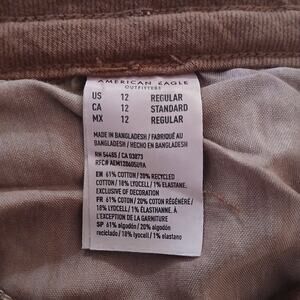 AMERICAN EAGLE
OUTFITTERS
US 12 REGULAR
CA 12 STANDARD
MX 12 REGULAR
MADE IN BANGLADESH / FABRIQUÉ AU
BANGLADESH / HECHO EN BANGLADESH
RN 54485 / CA 03073
RFC# AEM1206605U9A
EN 61% COTTON / 20% RECYCLED
COTTON / 18% LYOCELL / 1% ELASTANE.
EXCLUSIVE OF DECORATION
FR 61% COTON / 20% COTON RÉGÉNÉRÉ /
18% LYOCELL / 1% ÉLASTHANNE. À
L'EXCEPTION DE LA GARNITURE
SP 61% algodón / 20% algodón
reciclado / 18% lyocell / 1% elastano